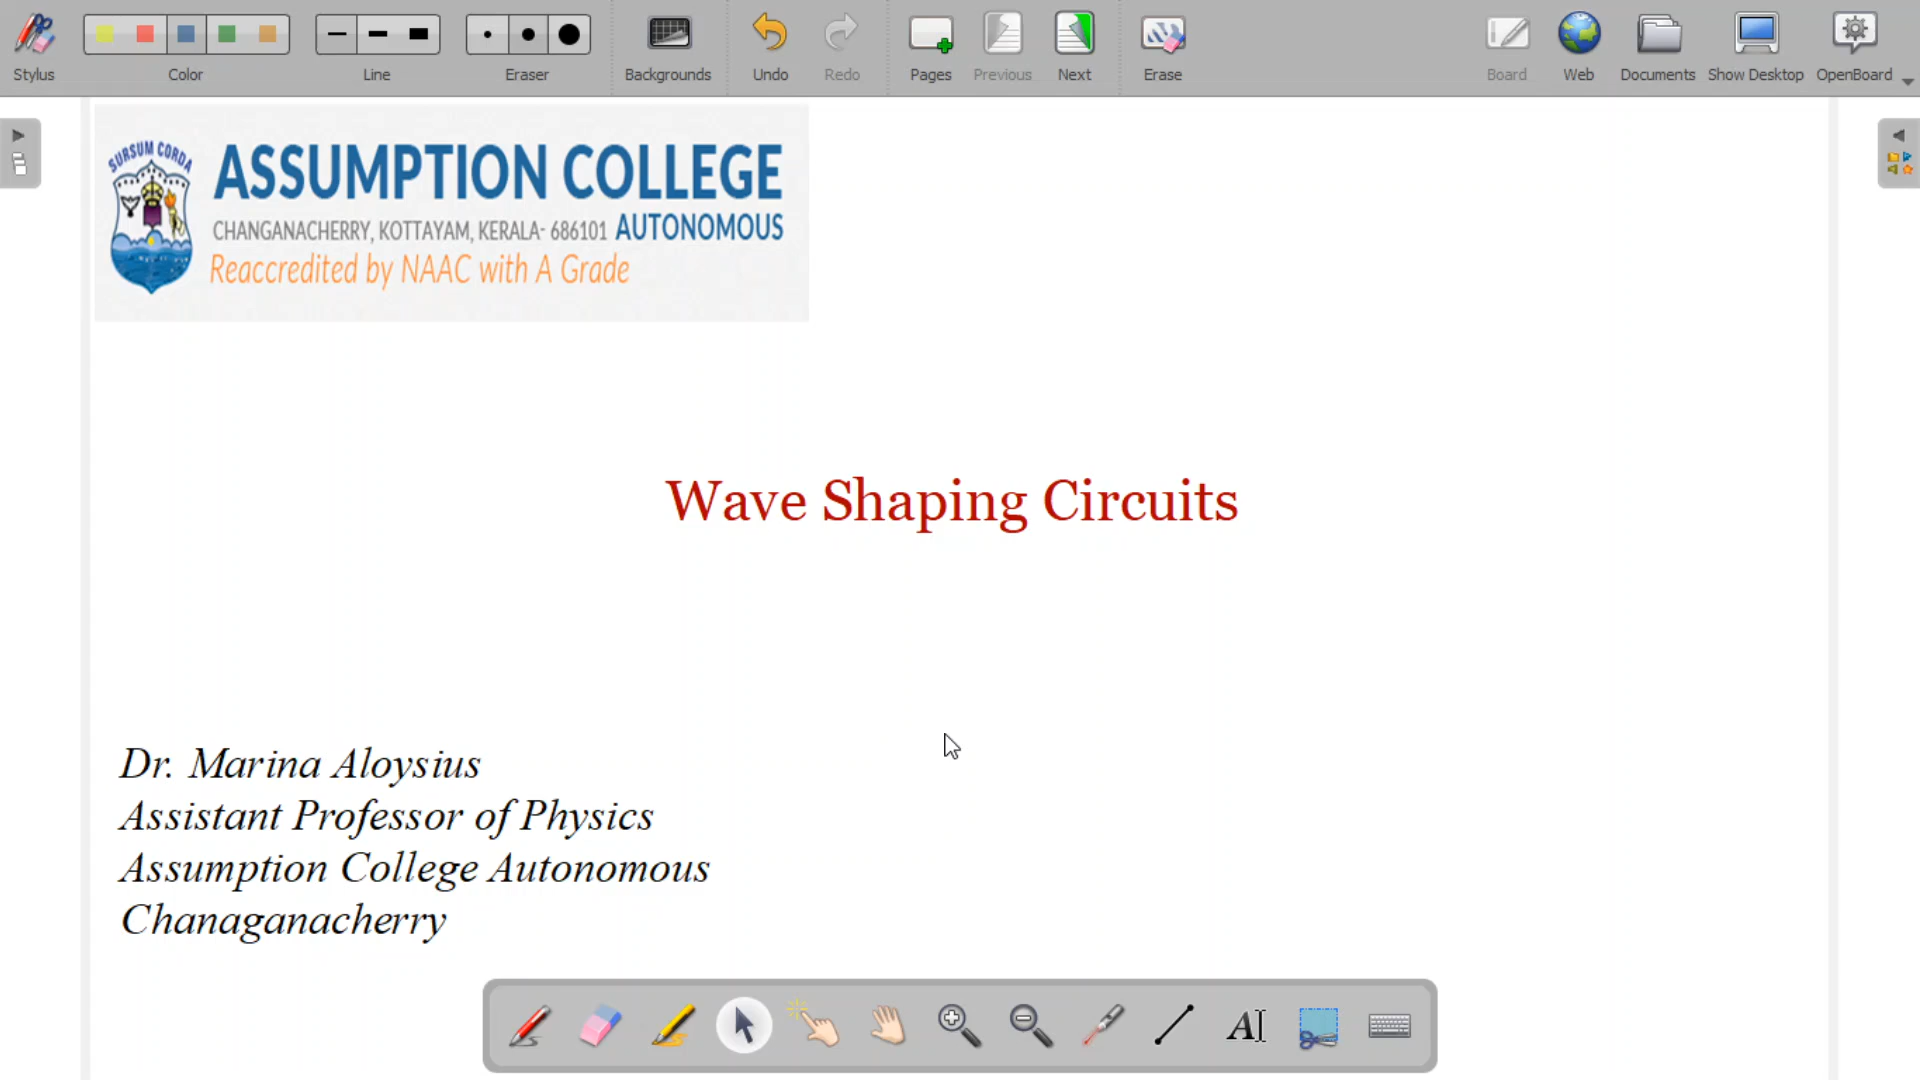 Stylus
Color
Line
Eraser
Backgrounds
Undo
Redo
Pages
Previous
Next
Erase
Board
Web
Documents
Show Desktop
OpenBoard
SURSUM CORDA
ASSUMPTION COLLEGE
CHANGANACHERRY, KOTTAYAM, KERALA- 686101 AUTONOMOUS
Reaccredited by NAAC with A Grade
Wave Shaping Circuits
Dr. Marina Aloysius
Assistant Professor of Physics
Assumption College Autonomous
Chanaganacherry